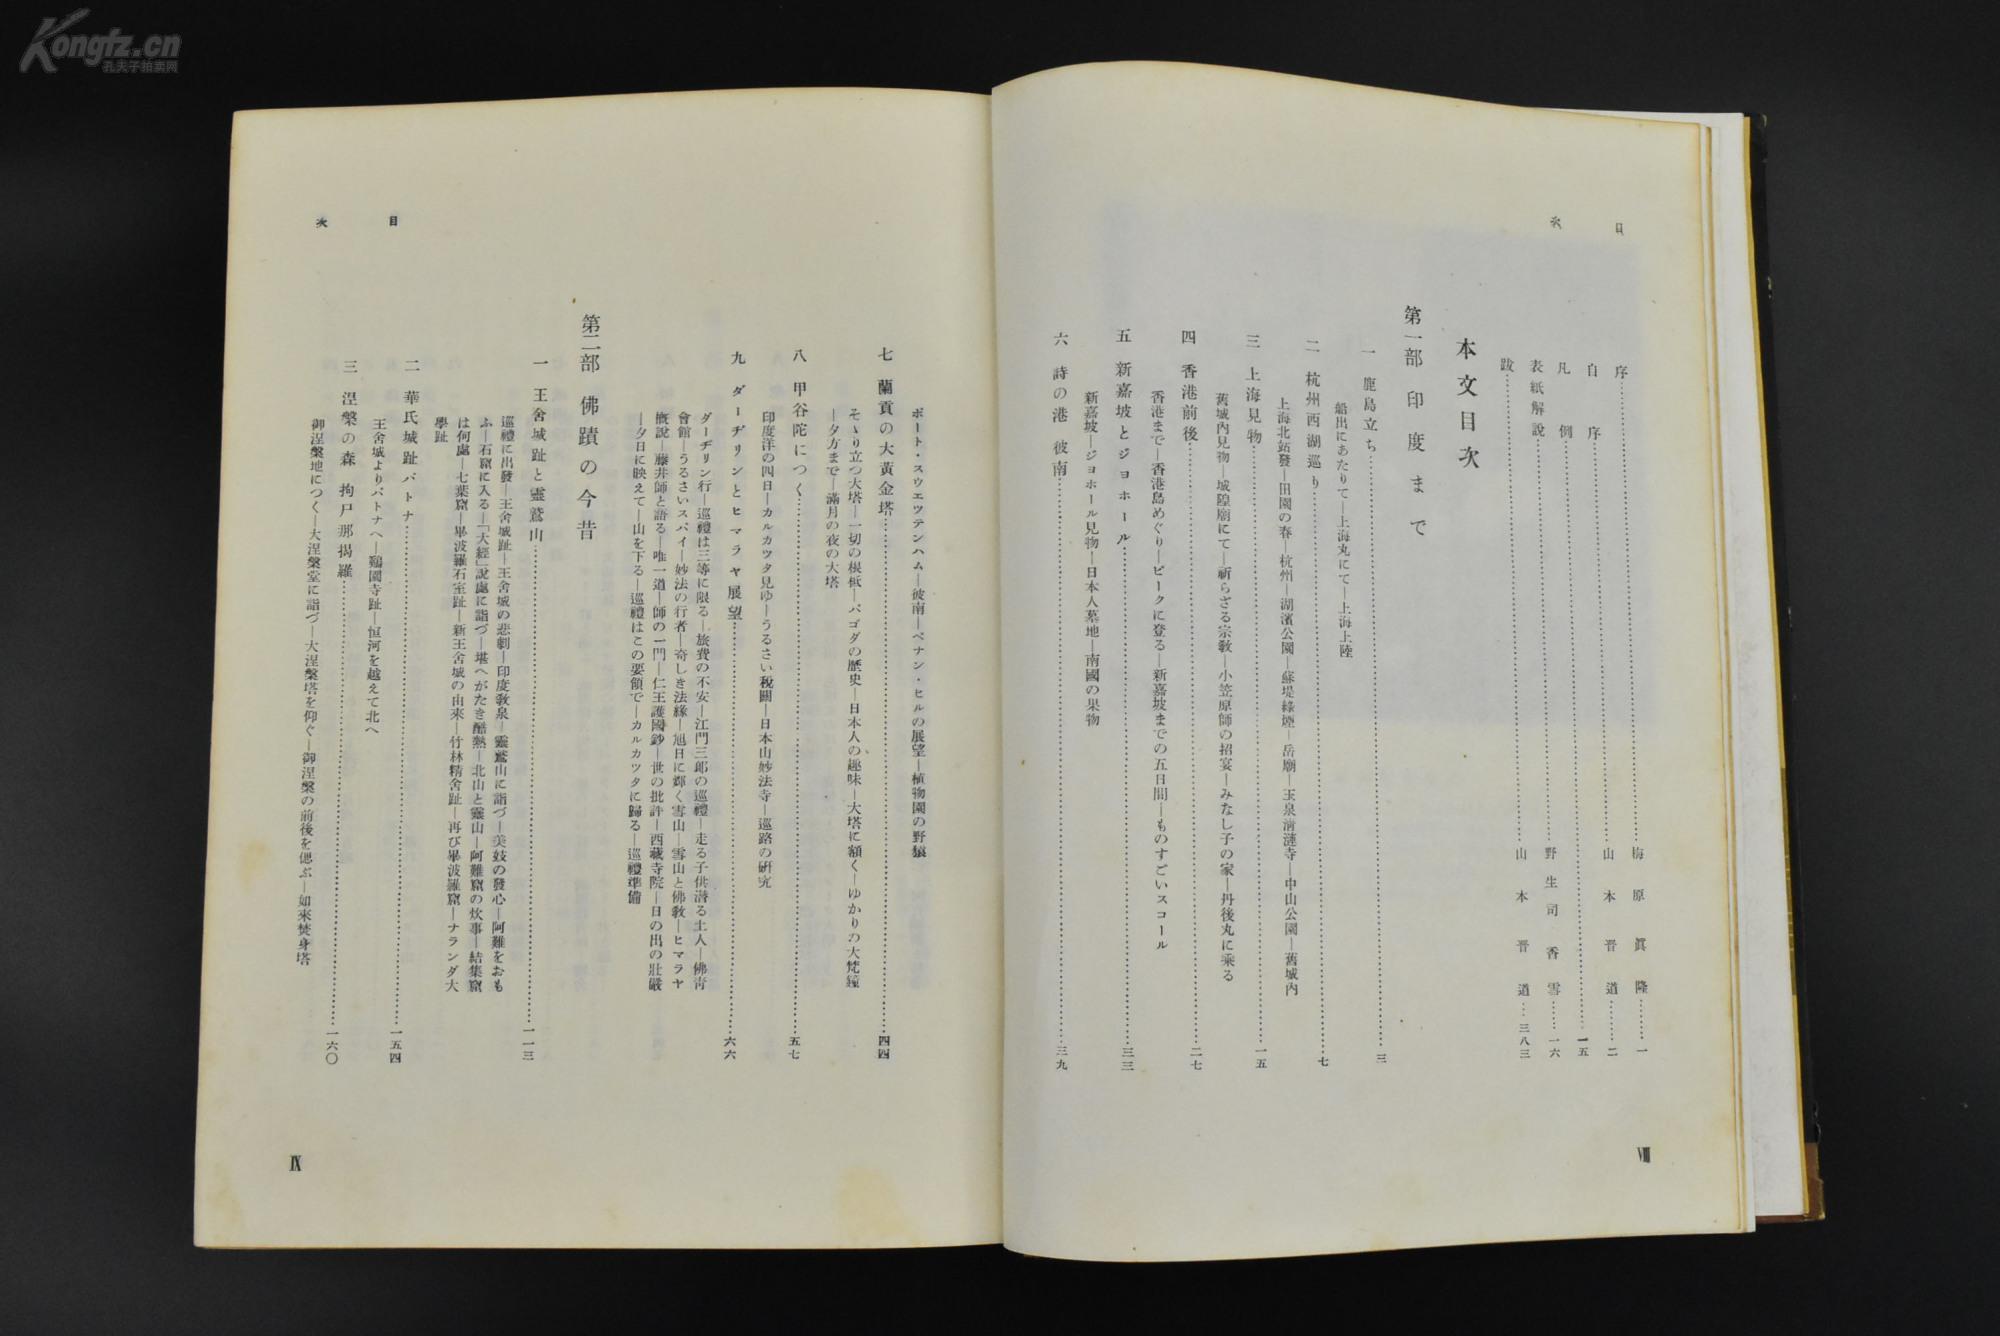 Kongfz.cn
孔夫子拍卖网
目次
序……梅原眞隆……一
自序……山本晋道……二
凡例……一五
表紙解說……野生司香雪……一六
跋……山本晋道…三八三
本文目次
第一部 印度まで
一 鹿島立ち……三
船出にあたりて—上海丸にて—上海上陸
二 杭州西湖巡り……七
上海北站發—田園の春—杭州—湖濱公園—蘇堤綠煙—岳廟—玉泉淸漣寺—中山公園—舊城內
三 上海見物……一五
舊城內見物—城隍廟にて—祈らざる宗敎—小笠原師の招宴—みなし子の家—丹後丸に乘る
四 香港前後……二七
香港まで—香港島めぐり—ピークに登る—新嘉坡までの五日間—ものすごいスコール
五 新嘉坡とジョホール……三三
新嘉坡—ジョホール見物—日本人墓地—南國の果物
六 詩の港 彼南……三九
VIII
目次
ボート・スウエツテンハム—彼南—ペナン・ヒルの展望—植物園の野猿
七 蘭貢の大黃金塔……四四
そゝり立つ大塔—一切の根柢—パゴダの歷史—日本人の趣味—大塔に額く—ゆかりの大梵鐘
—夕方まで—滿月の夜の大塔
八 甲谷陀につく……五七
印度洋の四日—カルカツタ見ゆ—うるさい稅關—日本山妙法寺—巡路の硏究
九 ダーヂリンとヒマラヤ展望……六六
ダーヂリン行—巡禮は三等に限る—旅費の不安—江門三郎の巡禮—走る子供潜る土人—佛靑
會館—うるさいスパイ—妙法の行者—奇しき法緣—旭日に輝く雪山—雪山と佛敎—ヒマラヤ
槪說—藤井師と語る—唯一道—師の一門—仁王護國鈔—世の批評—西藏寺院—日の出の壯嚴
—夕日に映えて—山を下る—巡禮はこの要領で—カルカツタに歸る—巡禮準備
第二部 佛蹟の今昔
一 王舍城趾と靈鷲山……一一三
巡禮に出發—王舍城趾—王舍城の悲劇—印度敎泉—靈鷲山に詣づ—美妓の發心—阿難をおも
ふ—石窟に入る—「大經」說處に詣づ—堪へがたき酷熱—北山と靈山—阿難窟の炊事—結集窟
は何處—七葉窟—畢波羅石室趾—新王舍城の由來—竹林精舍趾—再び畢波羅窟—ナランダ大
學趾
二 華氏城趾パトナ……一五四
王舍城よりパトナへ—鷄園寺趾—恒河を越えて北へ
三 涅槃の森 拘尸那揭羅……一六〇
御涅槃地につく—大涅槃堂に詣づ—大涅槃塔を仰ぐ—御涅槃の前後を偲ぶ—如來焚身塔
IX